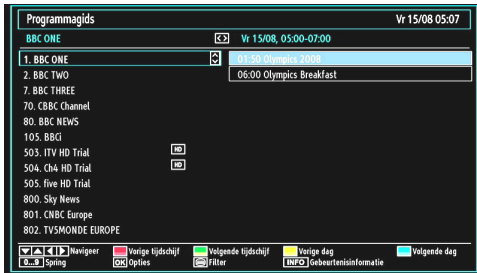 Programmagids Vr 15/08 05:07
BBC ONE <> Vr 15/08, 05:00-07:00
1. BBC ONE 01:50 Olympics 2008
2. BBC TWO 06:00 Olympics Breakfast
7. BBC THREE
70. CBBC Channel
80. BBC NEWS
105. BBCi
503. ITV HD Trial HD
504. Ch4 HD Trial HD
505. five HD Trial
800. Sky News
801. CNBC Europe
802. TV5MONDE EUROPE
Navigeer Vorige tijdschijf Volgende tijdschijf Vorige dag Volgende dag
0...9 Spring OK Opties Filter INFO Gebeurtenisinformatie